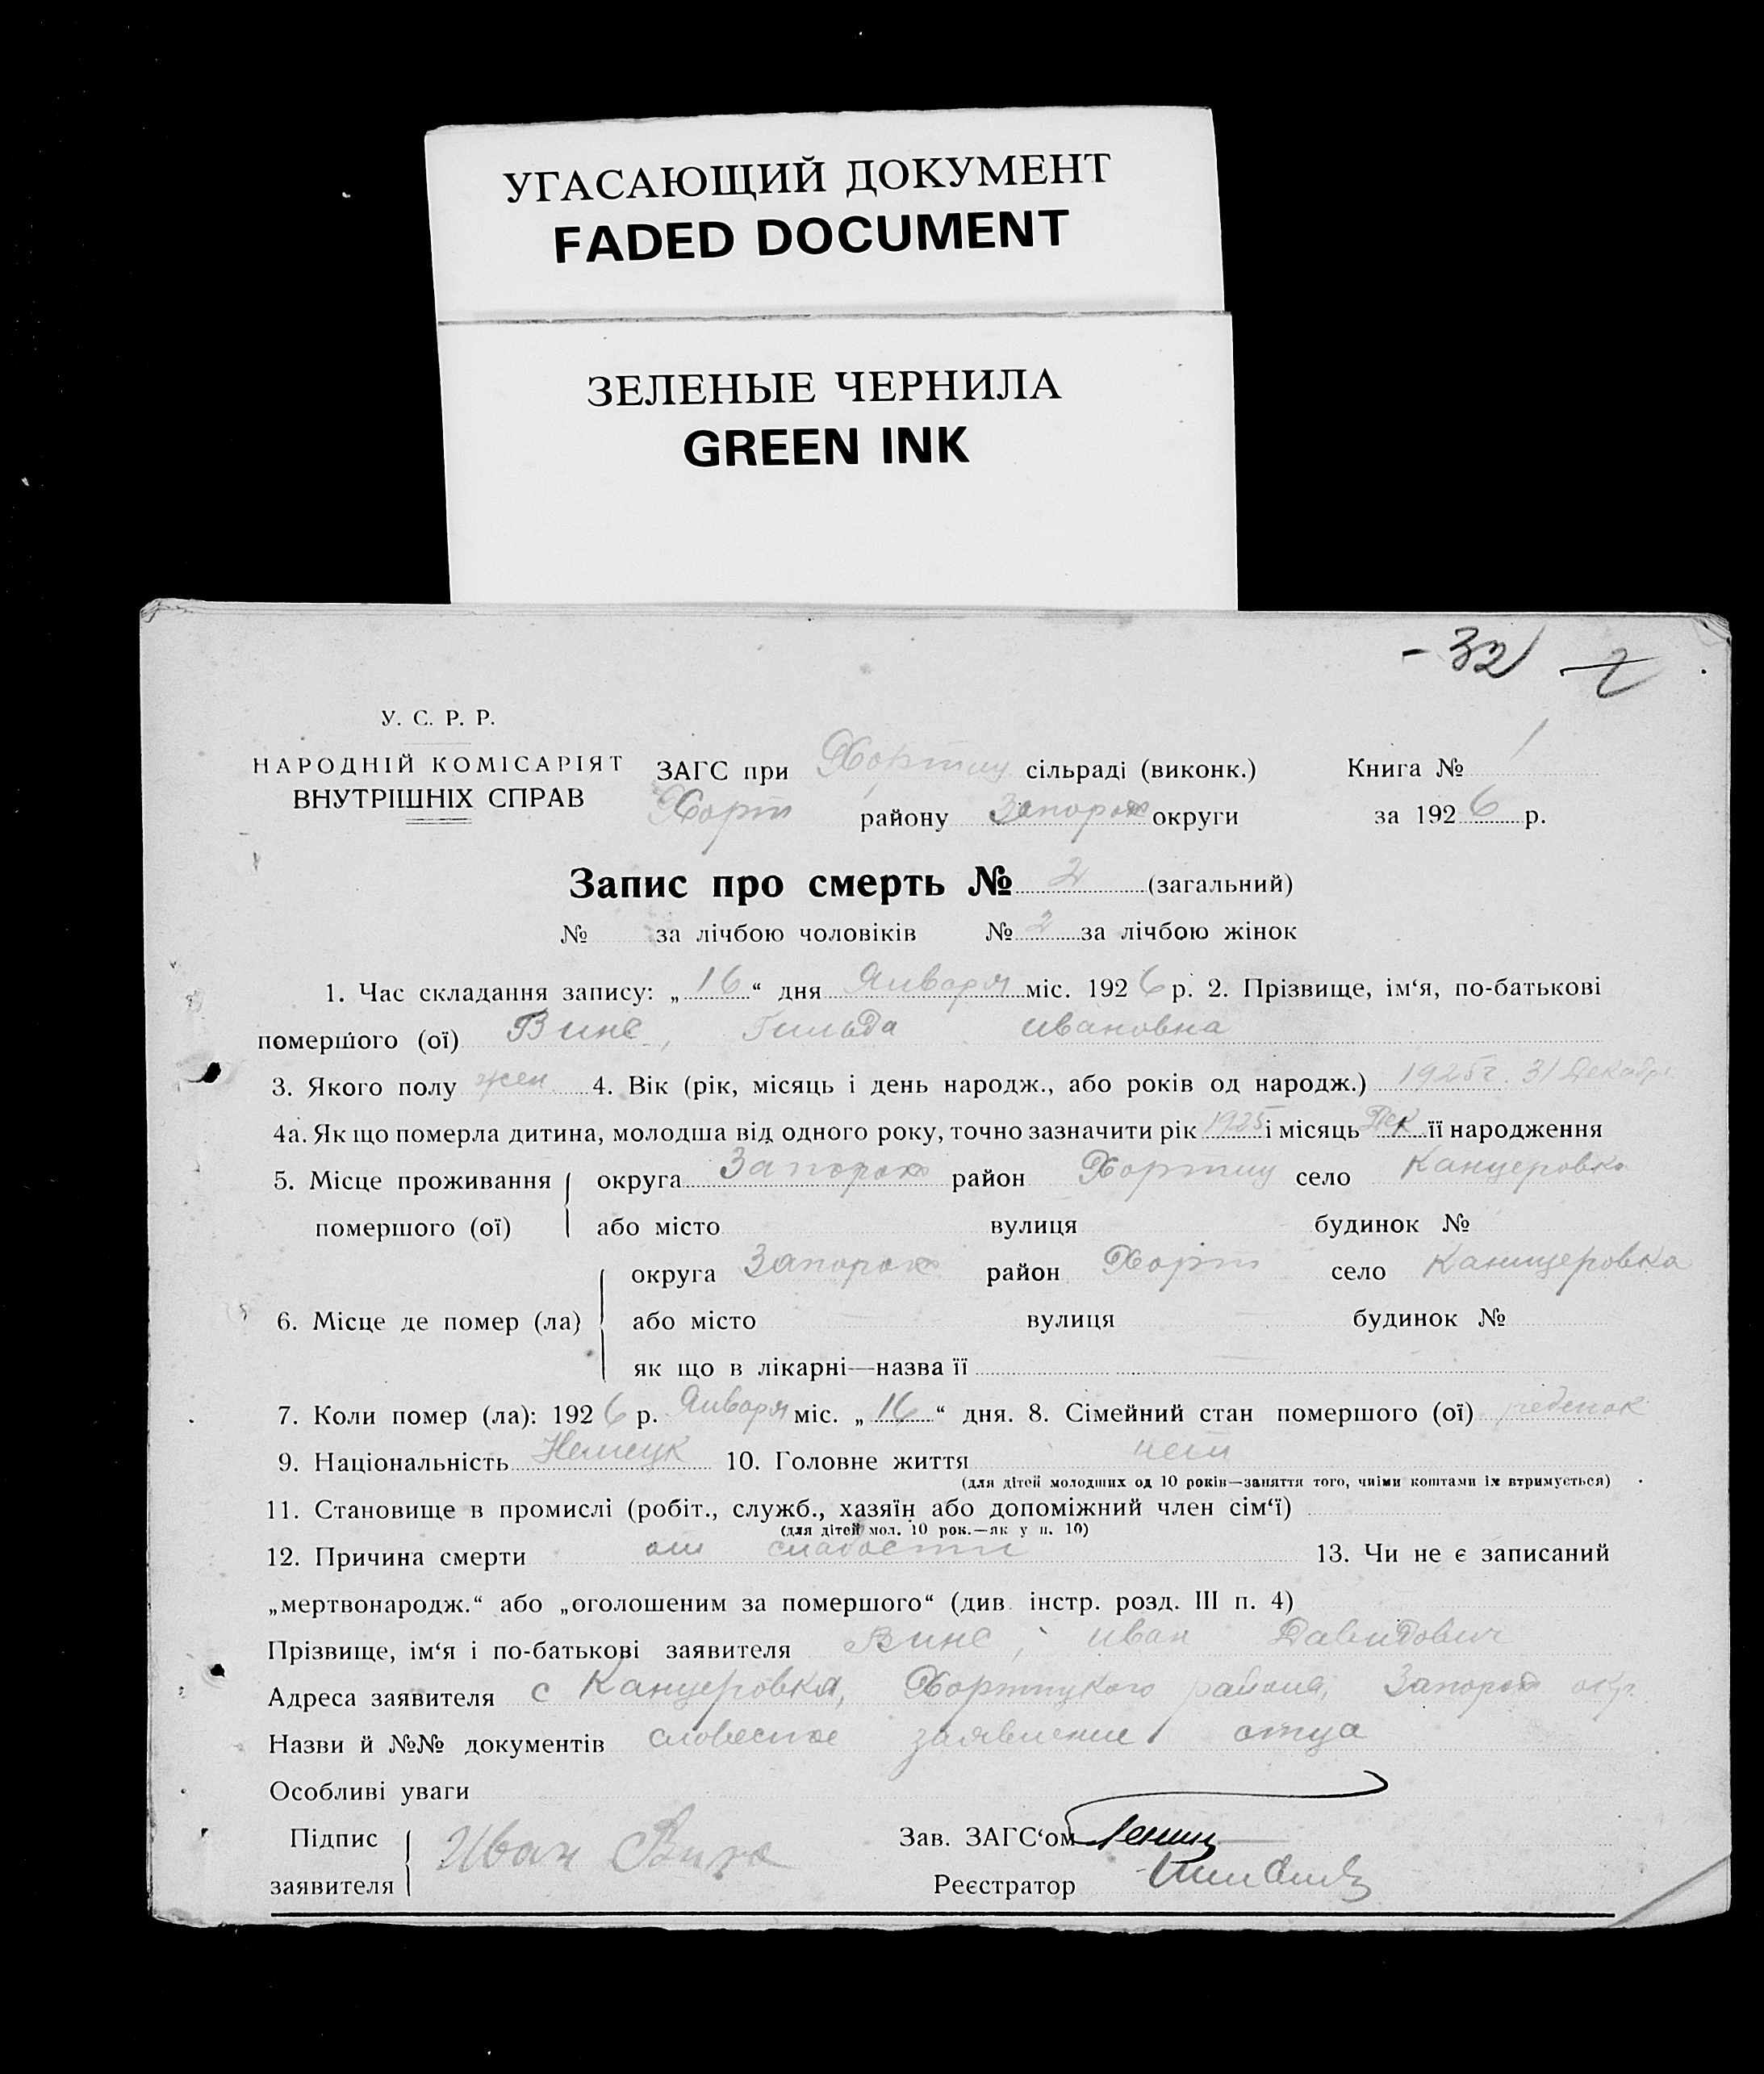 УГАСАЮЩИЙ ДОКУМЕНТ
FADED DOCUMENT
ЗЕЛЕНЫЕ ЧЕРНИЛА
GREEN INK
- 32 2
У. С. Р. Р.
НАРОДНІЙ КОМІСАРІЯТ
ВНУТРІШНІХ СПРАВ
ЗАГС при Хортиц сільраді (виконк.) Книга № 1
Хорт району Запорож округи за 1926 р.
Запис про смерть № 2 (загальний)
№ за лічбою чоловіків № 2 за лічбою жінок
1. Час складання запису: „16“ дня Января міс. 1926 р. 2. Прізвище, ім‘я, по-батькові
помершого (ої) Винс, Гильда Ивановна
3. Якого полу жен 4. Вік (рік, місяць і день народж., або років од народж.) 1925 г. 31 Декабря
4а. Як що померла дитина, молодша від одного року, точно зазначити рік 1925 і місяць Дек її народження
5. Місце проживання округа Запорож район Хортиц село Канцеровка
помершого (ої) або місто вулиця будинок №
округа Запорож район Хорт село Канцеровка
6. Місце де помер (ла) або місто вулиця будинок №
як що в лікарні—назва її
7. Коли помер (ла): 1926 р. Января міс. „16“ дня. 8. Сімейний стан помершого (ої) ребенок
9. Національність Немецк 10. Головне життя нет
(для дітей молодших од 10 років—заняття того, чиїми коштами їх втримується)
11. Становище в промислі (робіт., служб., хазяїн або допоміжний член сім‘ї)
(для дітей мол. 10 рок.—як у п. 10)
12. Причина смерти от слабости 13. Чи не є записаний
„мертвонародж.“ або „оголошеним за помершого“ (див. інстр. розд. III п. 4)
Прізвище, ім‘я і по-батькові заявителя Винс, Иван Давидович
Адреса заявителя с Канцеровка, Хортицкого района, Запорож окр.
Назви й №№ документів словесное заявление отца
Особливі уваги
Підпис Иван Винс Зав. ЗАГС‘ом
заявителя Реєстратор